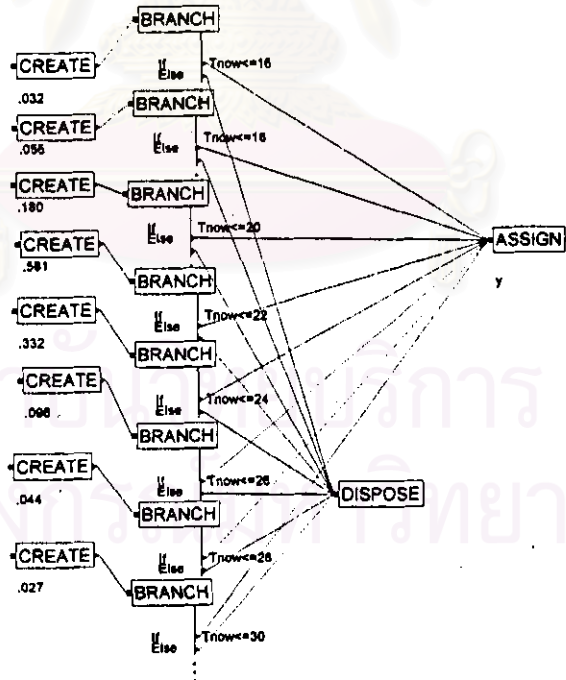 BRANCH
CREATE
If Tnow<=16
Else
.032
BRANCH
CREATE
If Tnow<=18
Else
.056
CREATE
BRANCH
.180
If Tnow<=20
Else
CREATE
ASSIGN
.581
BRANCH
y
CREATE
If Tnow<=22
Else
.332
BRANCH
CREATE
If Tnow<=24
Else
.096
BRANCH
CREATE
If Tnow<=26
Else
DISPOSE
.044
BRANCH
CREATE
If Tnow<=28
Else
.027
BRANCH
If Tnow<=30
Else